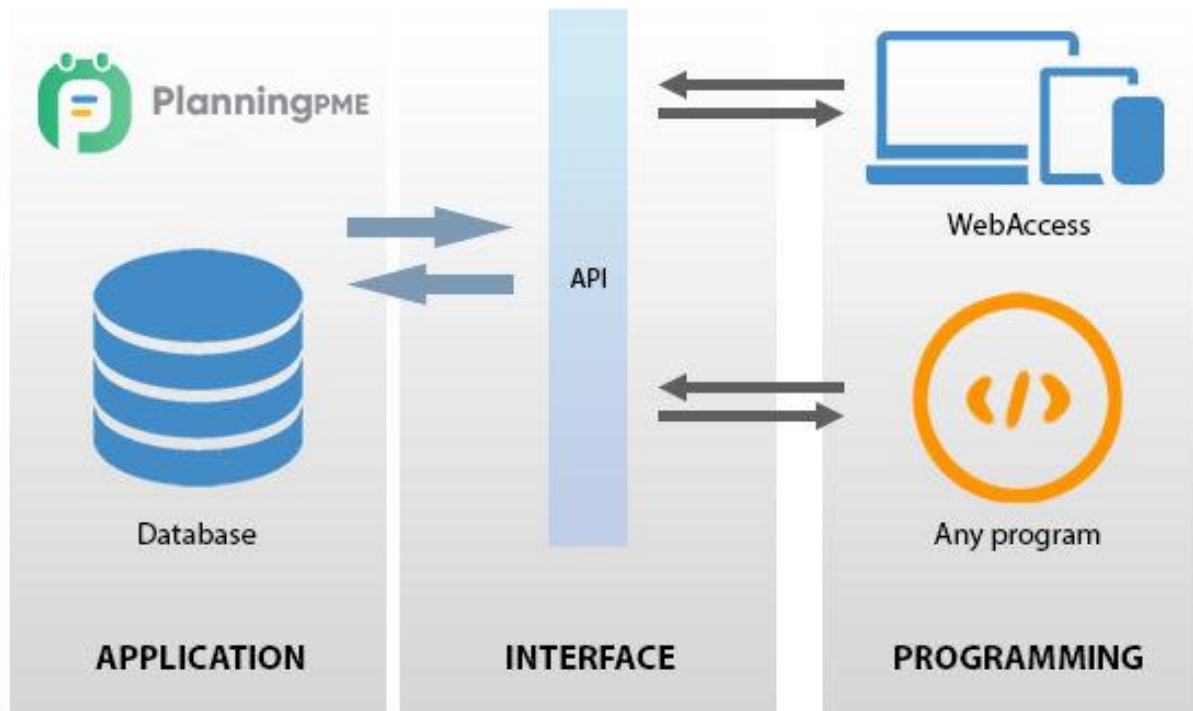 PlanningPME
WebAccess
API
Database
Any program
APPLICATION
INTERFACE
PROGRAMMING